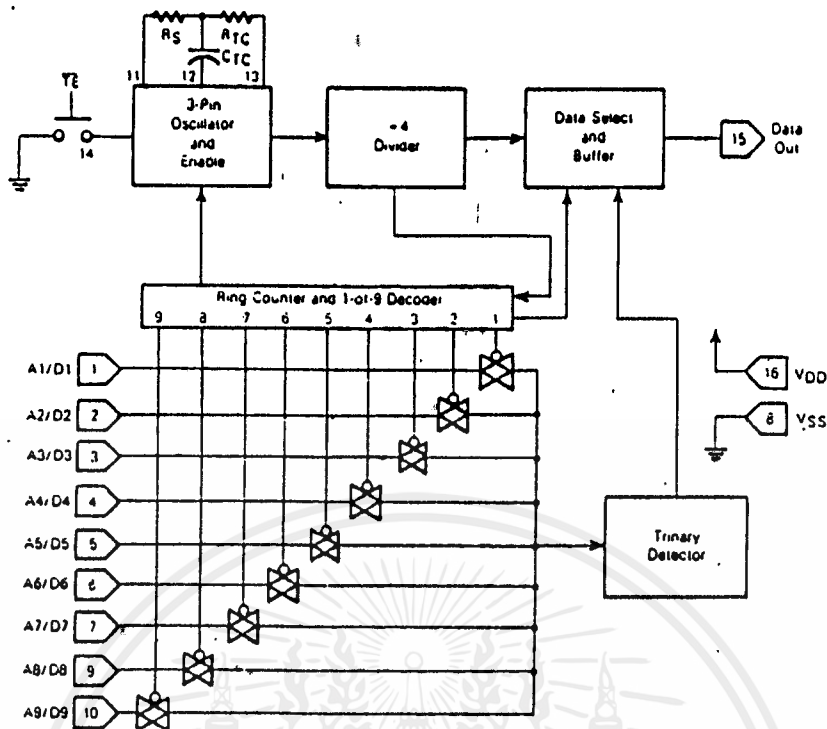 RS
RTC
CTC
11
12
13
TE
14
3-Pin
Oscillator
and
Enable
÷4
Divider
Data Select
and
Buffer
15
Data
Out
Ring Counter and 1-of-9 Decoder
9 8 7 6 5 4 3 2 1
A1/D1 1
A2/D2 2
A3/D3 3
A4/D4 4
A5/D5 5
A6/D6 6
A7/D7 7
A8/D8 9
A9/D9 10
16 VDD
8 VSS
Trinary
Detector